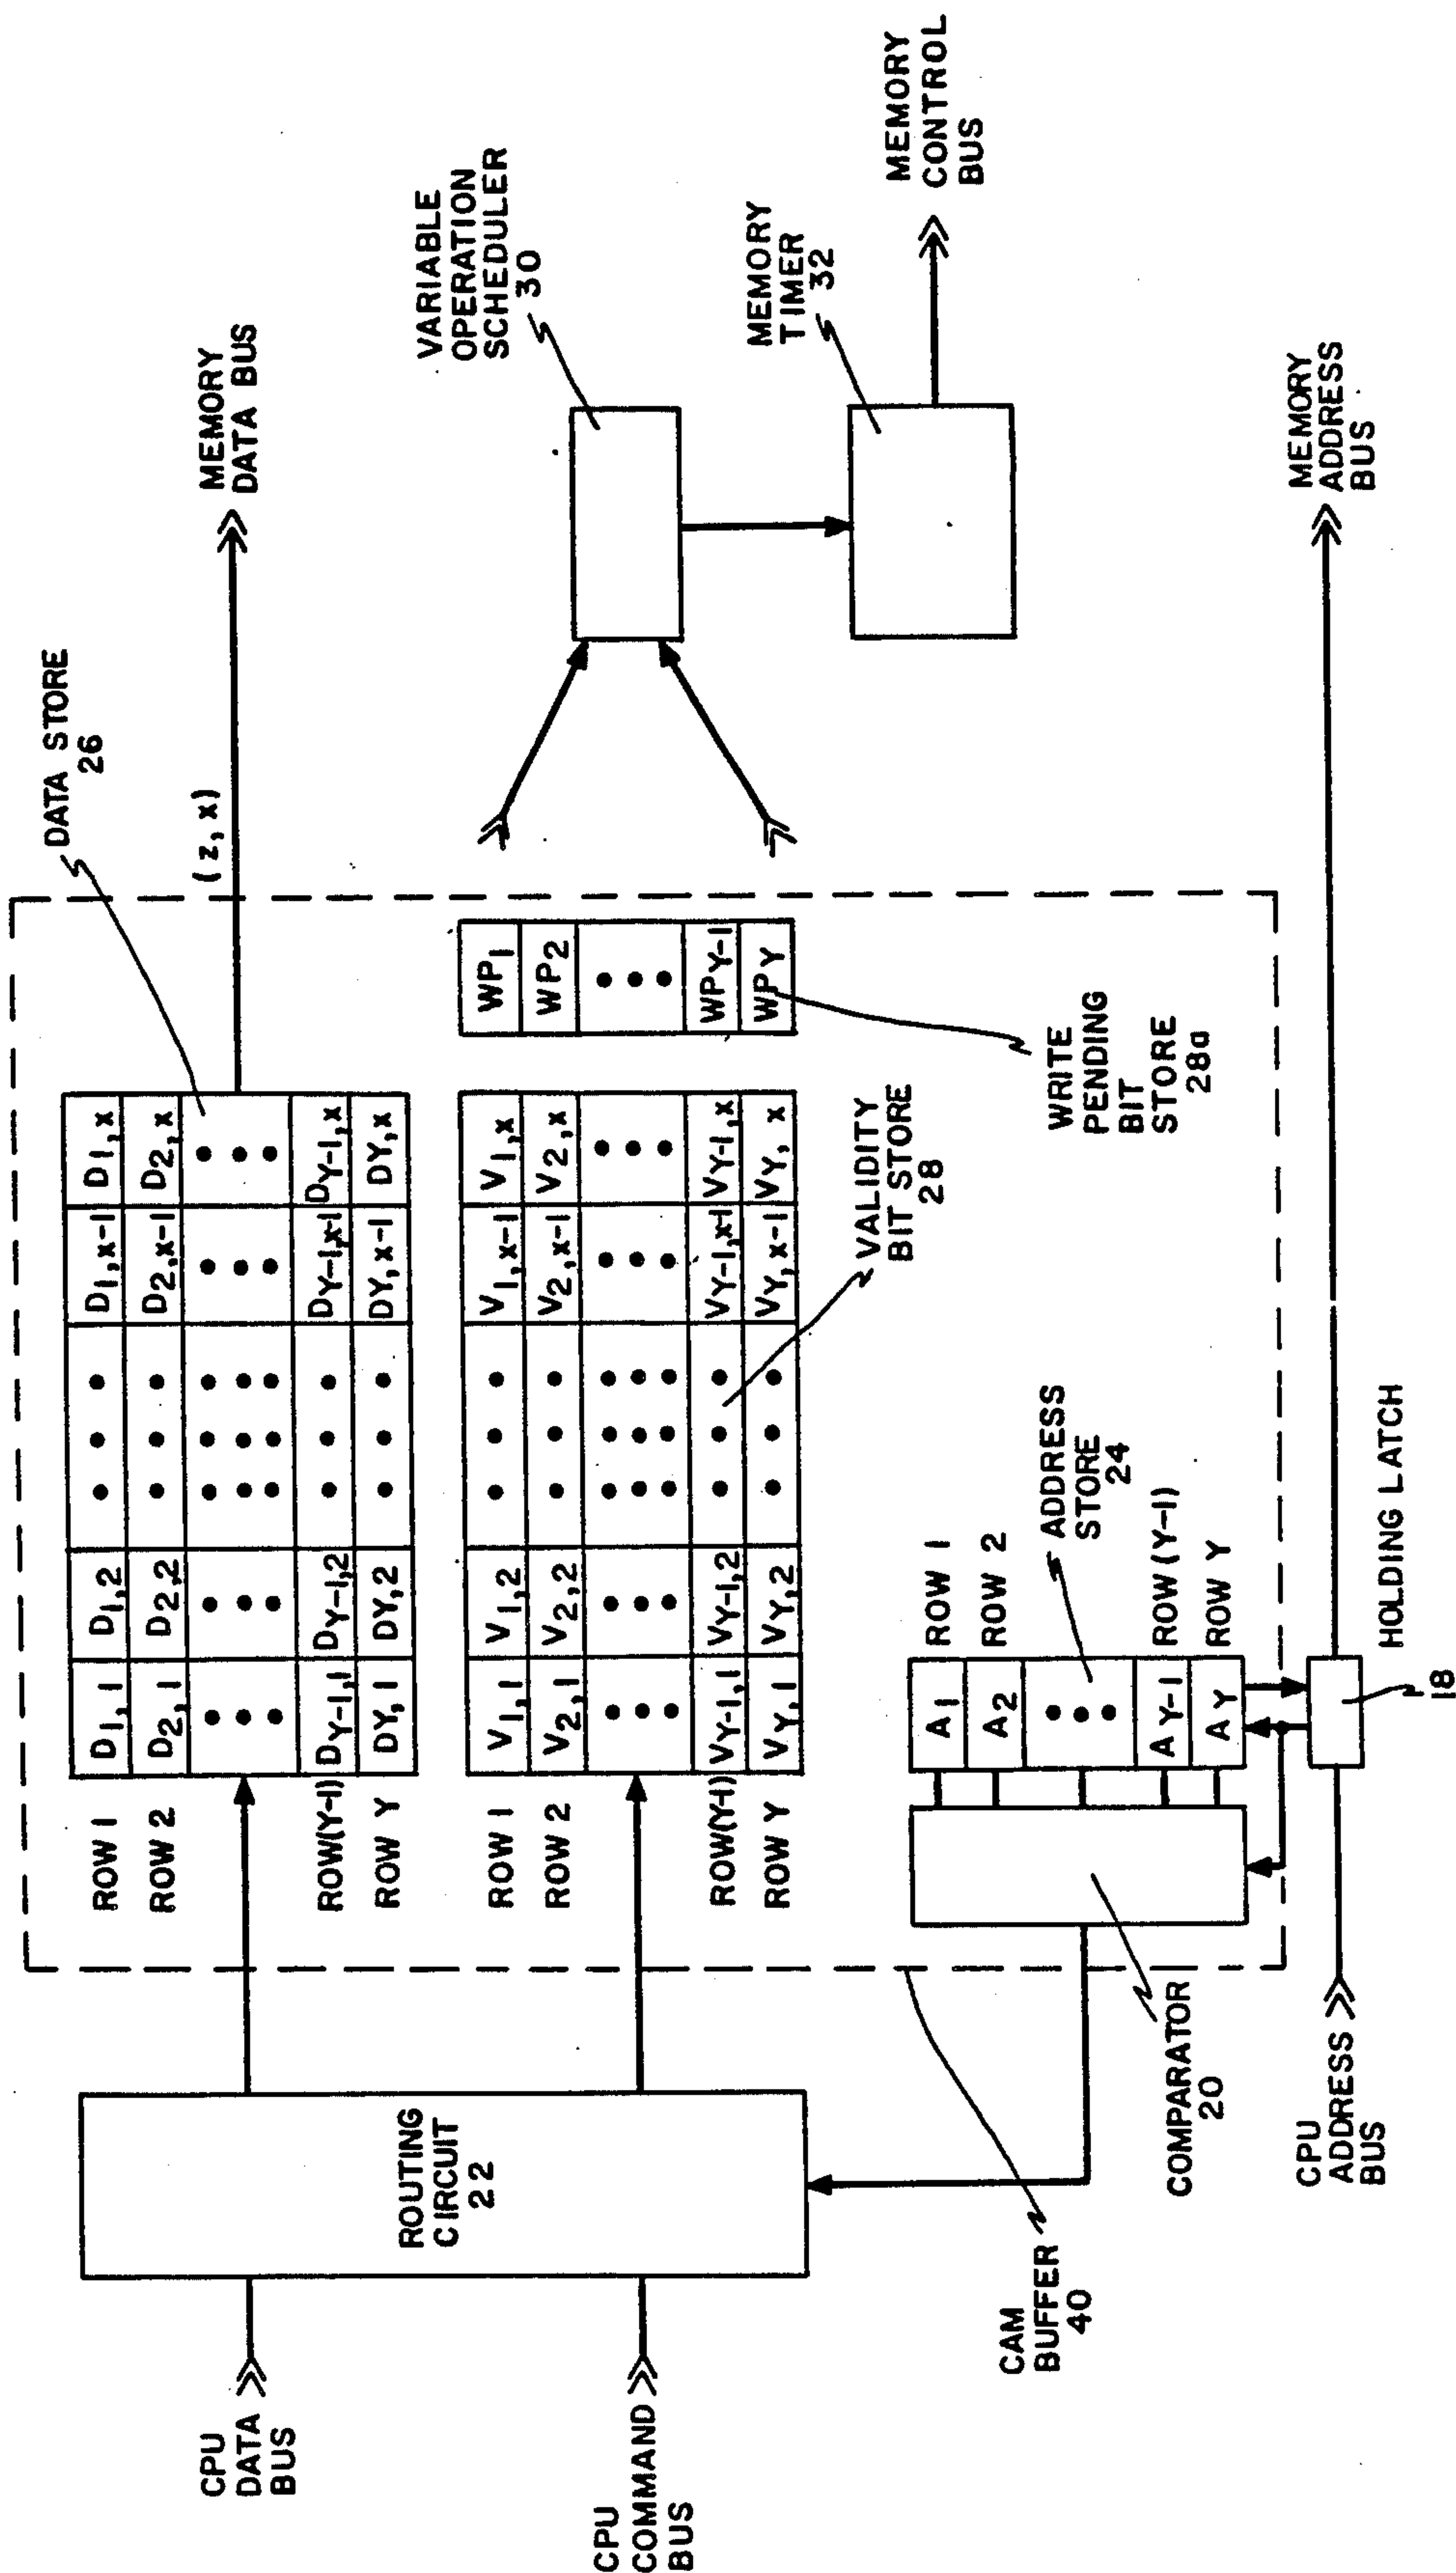 CPU
DATA
BUS
CPU
COMMAND
BUS
ROUTING
CIRCUIT
22
CAM
BUFFER
40
ROW 1
ROW 2
ROW(Y-1)
ROW Y
D1,1 D1,2 • • • D1,x-1 D1,x
D2,1 D2,2 • • • D2,x-1 D2,x
DY-1,1 DY-1,2 • • • DY-1,x-1 DY-1,x
DY,1 DY,2 • • • DY,x-1 DY,x
DATA STORE
26
(z,x)
MEMORY
DATA BUS
ROW 1
ROW 2
ROW(Y-1)
ROW Y
V1,1 V1,2 • • • V1,x-1 V1,x
V2,1 V2,2 • • • V2,x-1 V2,x
VY-1,1 VY-1,2 • • • VY-1,x-1 VY-1,x
VY,1 VY,2 • • • VY,x-1 VY,x
VALIDITY
BIT STORE
28
WP1
WP2
WPY-1
WPY
WRITE
PENDING
BIT
STORE
28a
VARIABLE
OPERATION
SCHEDULER
30
MEMORY
TIMER
32
MEMORY
CONTROL
BUS
COMPARATOR
20
A1
A2
AY-1
AY
ROW 1
ROW 2
ROW (Y-1)
ROW Y
ADDRESS
STORE
24
CPU
ADDRESS
BUS
18
HOLDING LATCH
MEMORY
ADDRESS
BUS